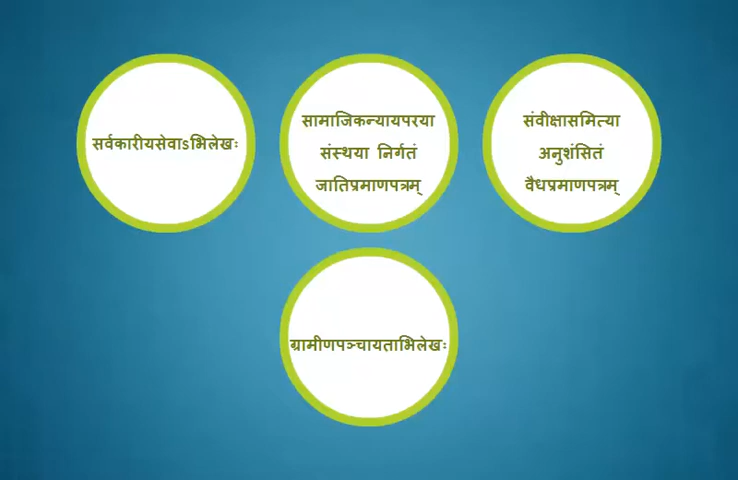 सर्वकारीयसेवाऽभिलेखः
सामाजिकन्यायपरया
संस्थया निर्गतं
जातिप्रमाणपत्रम्
संवीक्षासमित्या
अनुशंसितं
वैधप्रमाणपत्रम्
ग्रामीणपञ्चायताभिलेखः